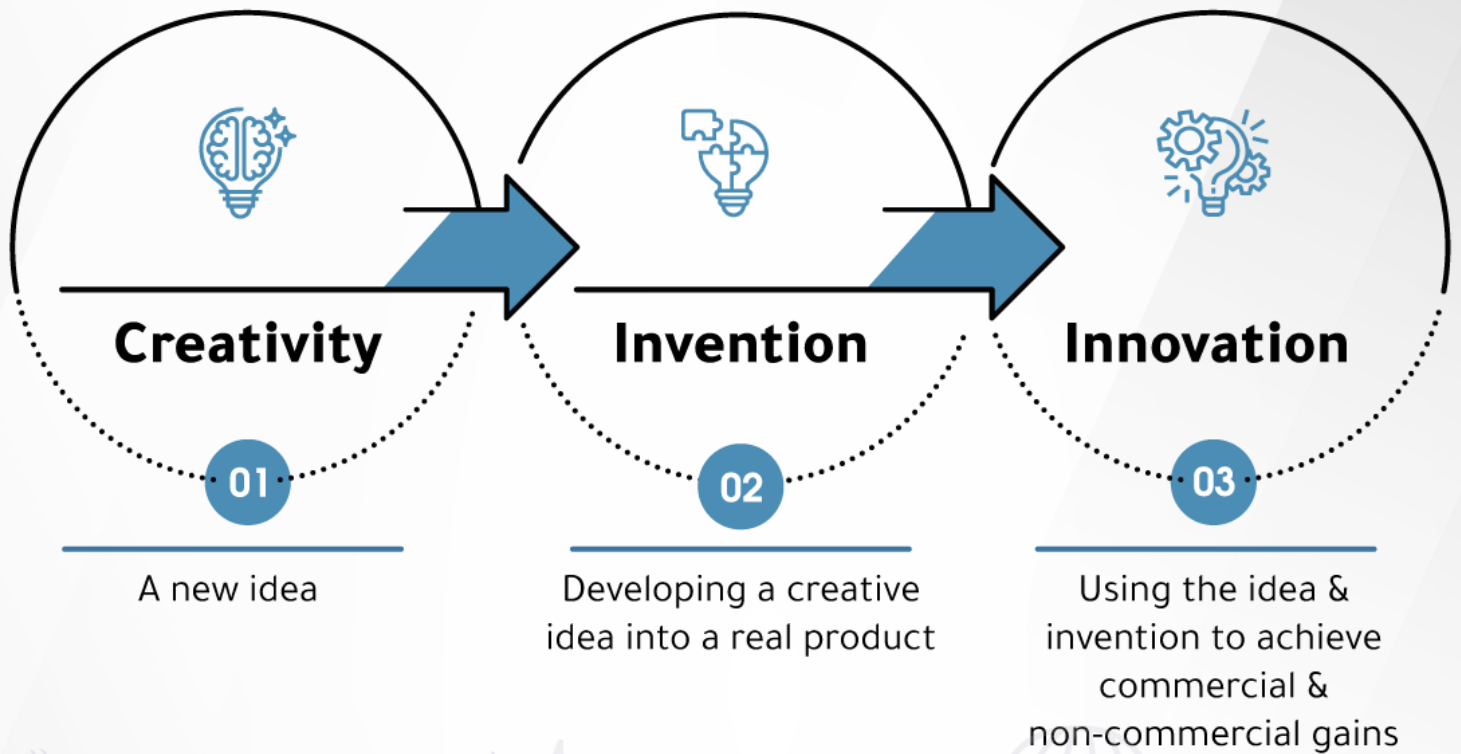 Creativity
01
A new idea
Invention
02
Developing a creative
idea into a real product
Innovation
03
Using the idea &
invention to achieve
commercial &
non-commercial gains